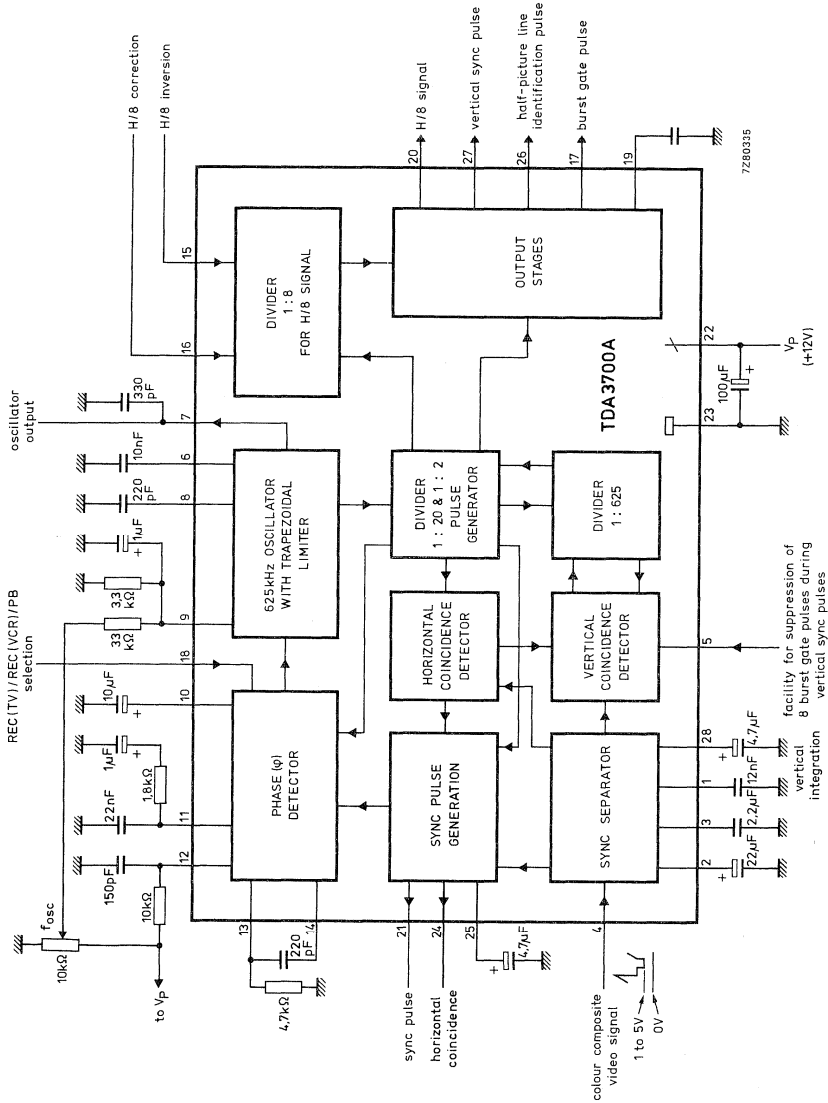 H/8 correction
H/8 inversion
20
H/8 signal
27
vertical sync pulse
26
half-picture line
identification pulse
17
burst gate pulse
19
7Z80335
15
16
DIVIDER
1 : 8
FOR H/8 SIGNAL
OUTPUT
STAGES
TDA3700A
22
Vp
(+12V)
100µF
+
23
oscillator
output
7
330
pF
6
10nF
8
220
pF
1µF
+
3,3
kΩ
33
kΩ
9
625kHz OSCILLATOR
WITH TRAPEZOIDAL
LIMITER
DIVIDER
1 : 20 & 1 : 2
PULSE
GENERATOR
DIVIDER
1 : 625
HORIZONTAL
COINCIDENCE
DETECTOR
VERTICAL
COINCIDENCE
DETECTOR
5
facility for suppression of
8 burst gate pulses during
vertical sync pulses
REC(TV)/REC(VCR)/PB
selection
18
10
10µF
+
1µF
+
1,8kΩ
22nF
11
12
150pF
10kΩ
fosc
10kΩ
to Vp
PHASE (φ)
DETECTOR
SYNC PULSE
GENERATION
SYNC SEPARATOR
28
4,7µF
+
1
12nF
3
2,2µF
2
22µF
+
vertical
integration
13
14
220
pF
4,7kΩ
21
sync pulse
24
horizontal
coincidence
25
4,7µF
+
4
colour composite
video signal
1 to 5V
0V